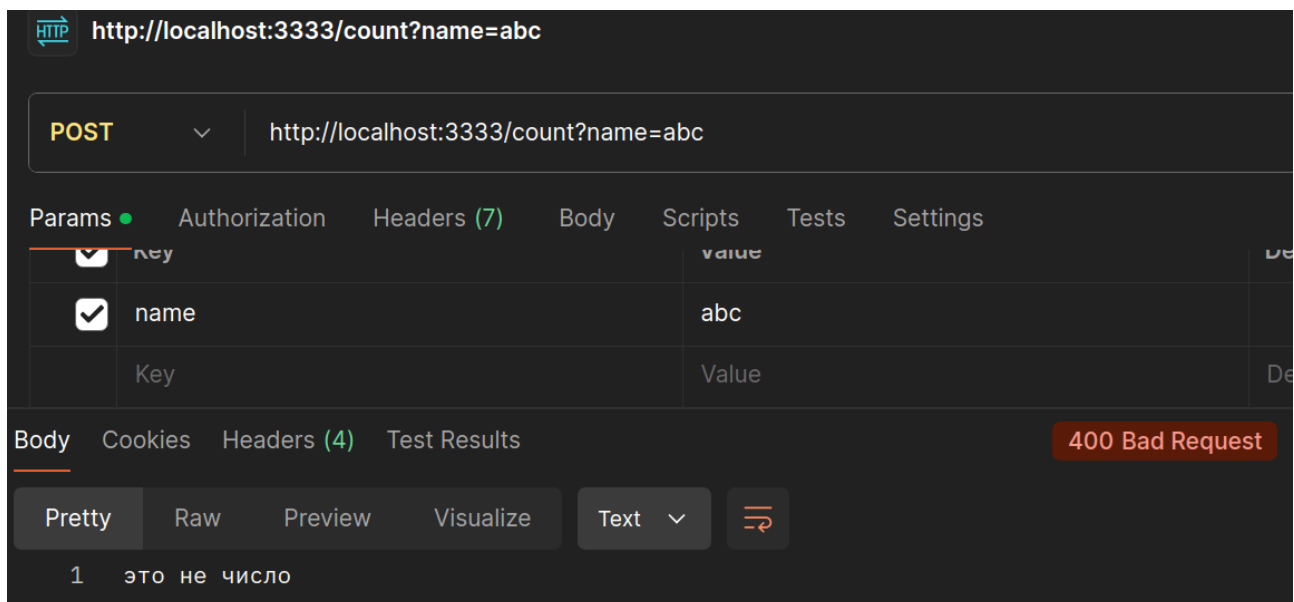 HTTP http://localhost:3333/count?name=abc
POST http://localhost:3333/count?name=abc
Params Authorization Headers (7) Body Scripts Tests Settings
Key Value De
name abc
Key Value De
Body Cookies Headers (4) Test Results 400 Bad Request
Pretty Raw Preview Visualize Text
1 это не число